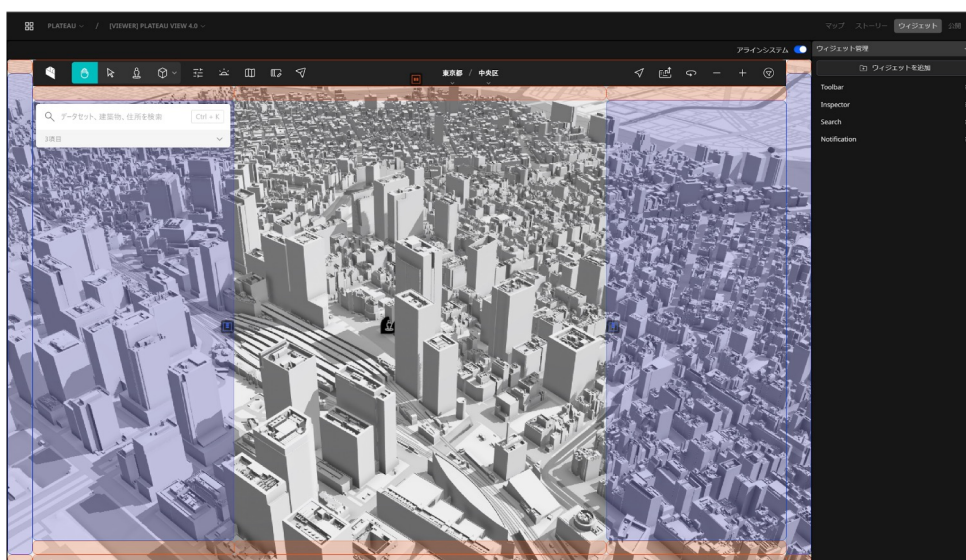 PLATEAU / [VIEWER] PLATEAU VIEW 4.0
マップ ストーリー ウィジェット 公開
アラインシステム
ウィジェット管理
ウィジェットを追加
Toolbar
Inspector
Search
Notification
東京都 / 中央区
データセット、建築物、住所を検索 Ctrl + K
3項目